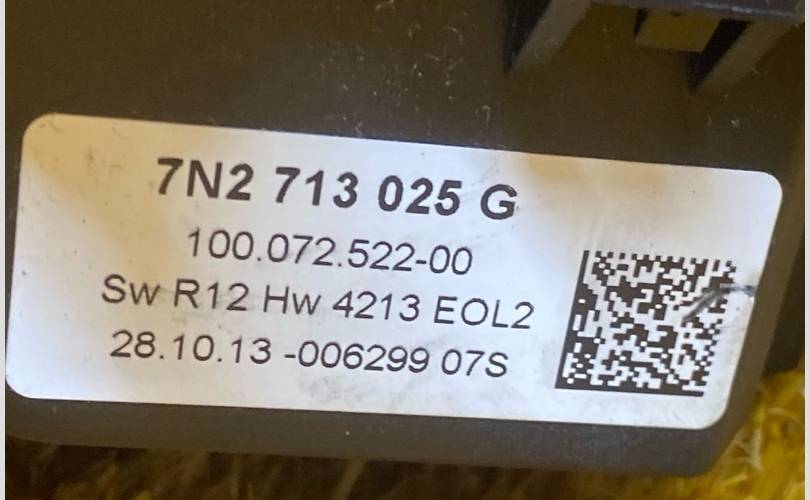 7N2 713 025 G
100.072.522-00
Sw R12 Hw 4213 EOL2
28.10.13 -006299 07S